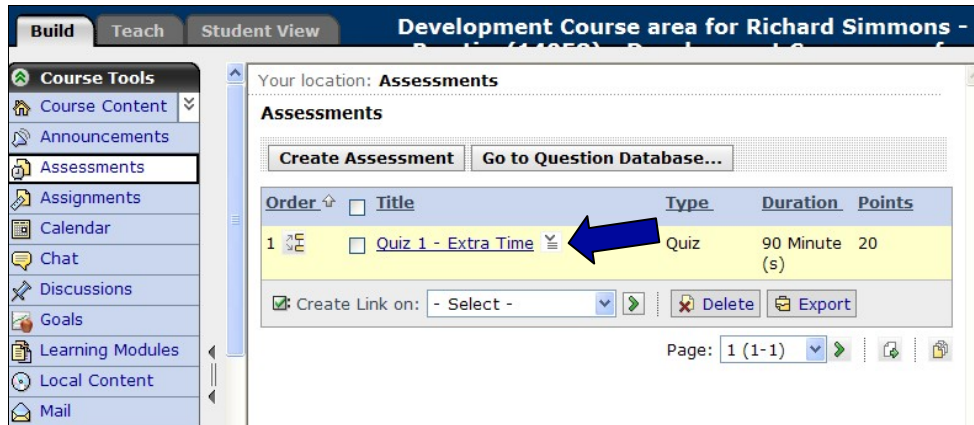 Build Teach Student View Development Course area for Richard Simmons -
Course Tools
Course Content
Announcements
Assessments
Assignments
Calendar
Chat
Discussions
Goals
Learning Modules
Local Content
Mail
Your location: Assessments
Assessments
Create Assessment Go to Question Database...
Order Title Type Duration Points
1 Quiz 1 - Extra Time Quiz 90 Minute 20
(s)
Create Link on: - Select - Delete Export
Page: 1 (1-1)